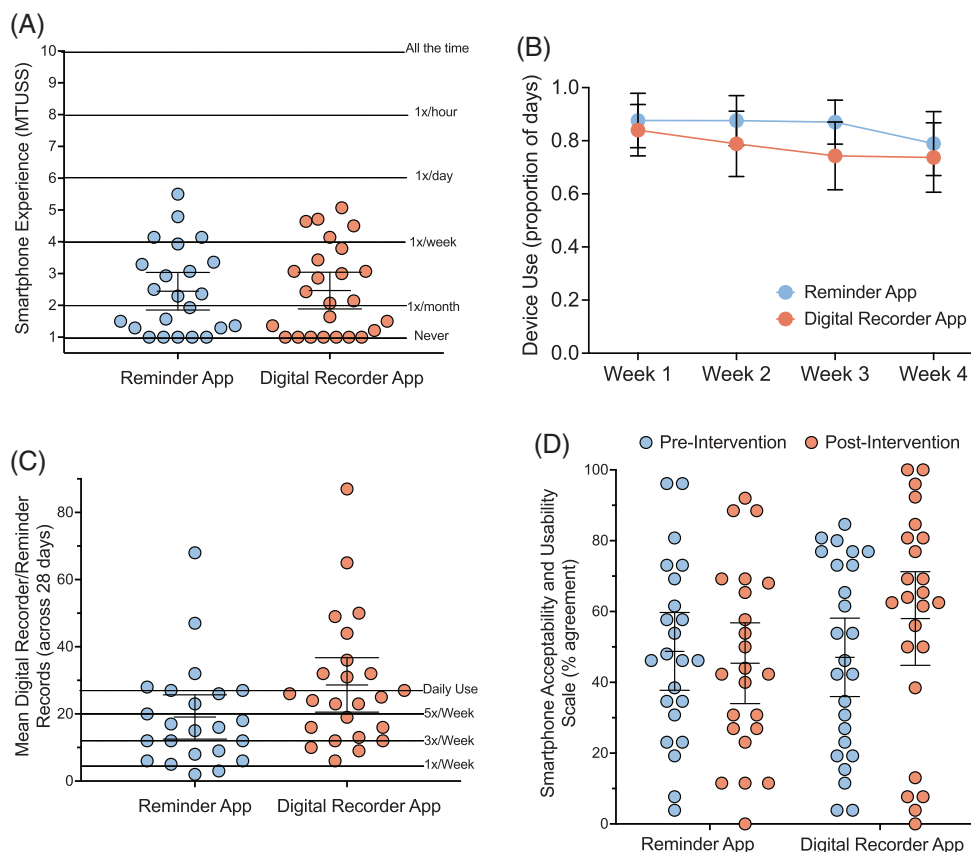 (A)
Smartphone Experience (MTUSS)
10
9
8
7
6
5
4
3
2
1
All the time
1x/hour
1x/day
1x/week
1x/month
Never
Reminder App
Digital Recorder App
(B)
Device Use (proportion of days)
1.0
0.8
0.6
0.4
0.2
0.0
Reminder App
Digital Recorder App
Week 1
Week 2
Week 3
Week 4
(C)
Mean Digital Recorder/Reminder
Records (across 28 days)
80
60
40
20
0
Daily Use
5x/Week
3x/Week
1x/Week
Reminder App
Digital Recorder App
(D)
Pre-Intervention
Post-Intervention
Smartphone Acceptability and Usability
Scale (% agreement)
100
80
60
40
20
0
Reminder App
Digital Recorder App